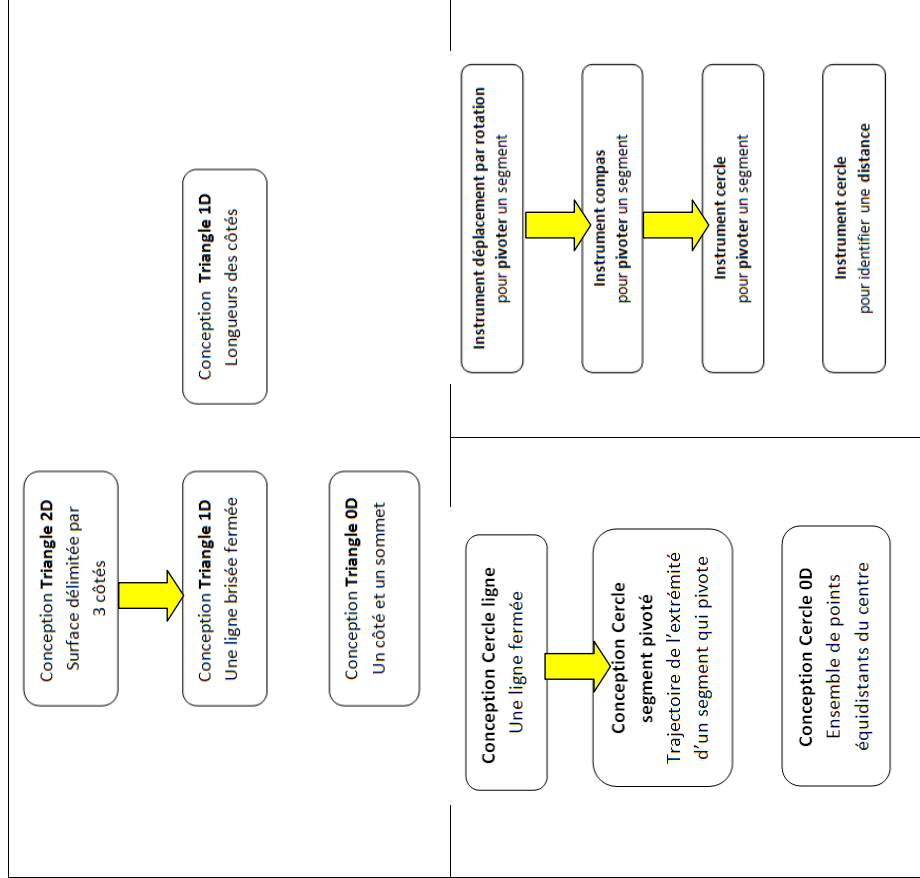 Conception Triangle 2D
Surface délimitée par
3 côtés
Conception Triangle 1D
Une ligne brisée fermée
Conception Triangle 1D
Longueurs des côtés
Conception Triangle 0D
Un côté et un sommet
Conception Cercle ligne
Une ligne fermée
Conception Cercle
segment pivoté
Trajectoire de l'extrémité
d'un segment qui pivote
Conception Cercle 0D
Ensemble de points
équidistants du centre
Instrument déplacement par rotation
pour pivoter un segment
Instrument compas
pour pivoter un segment
Instrument cercle
pour pivoter un segment
Instrument cercle
pour identifier une distance